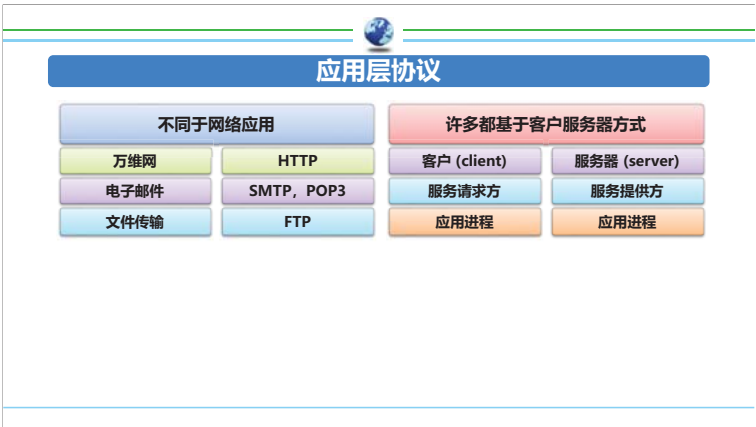 应用层协议
不同于网络应用 许多都基于客户服务器方式
万维网 HTTP 客户 (client) 服务器 (server)
电子邮件 SMTP，POP3 服务请求方 服务提供方
文件传输 FTP 应用进程 应用进程